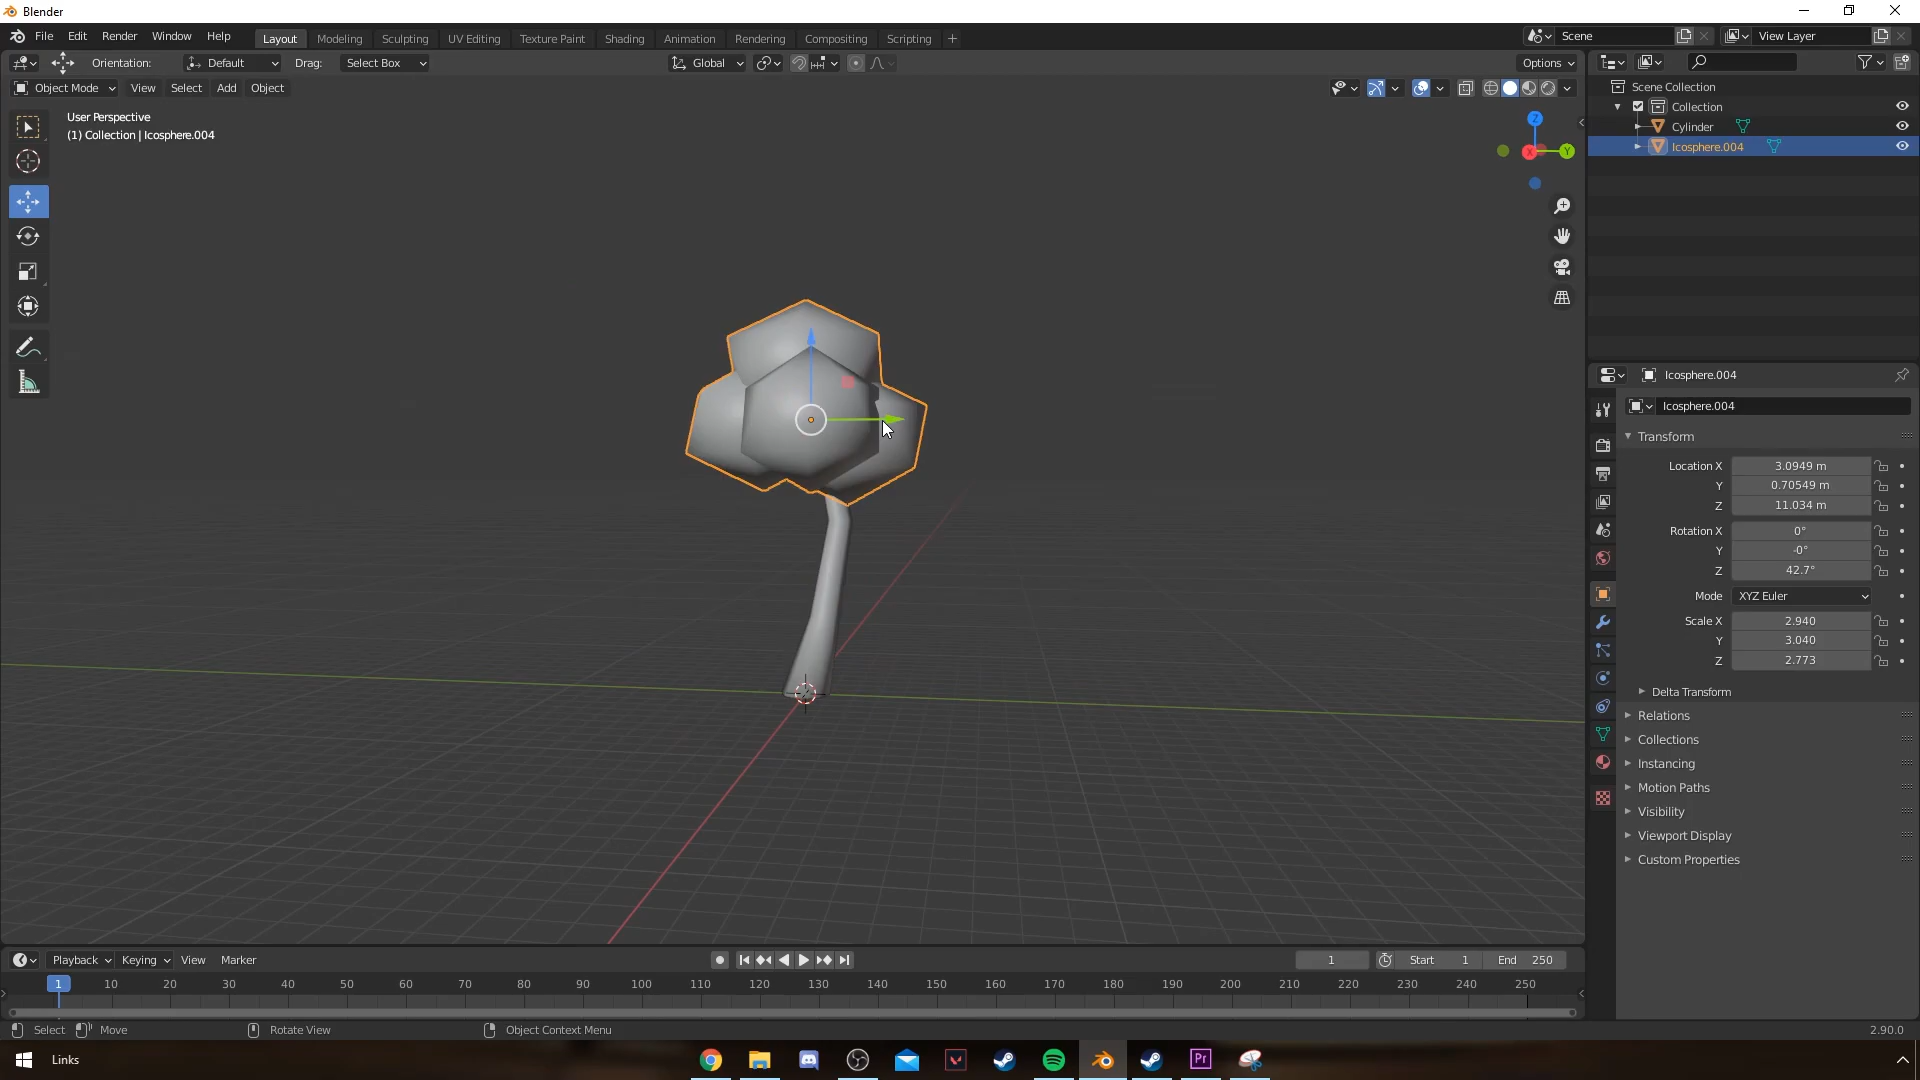 Blender
File Edit Render Window Help Layout Modeling Sculpting UV Editing Texture Paint Shading Animation Rendering Compositing Scripting + Scene View Layer
Orientation: Default Drag: Select Box Global Options
Object Mode View Select Add Object
User Perspective
(1) Collection | Icosphere.004
Z
X
Y
Scene Collection
Collection
Cylinder
Icosphere.004
Icosphere.004
Icosphere.004
Transform
Location X 3.0949 m
Y 0.70549 m
Z 11.034 m
Rotation X 0°
Y -0°
Z 42.7°
Mode XYZ Euler
Scale X 2.940
Y 3.040
Z 2.773
Delta Transform
Relations
Collections
Instancing
Motion Paths
Visibility
Viewport Display
Custom Properties
Playback Keying View Marker 1 Start 1 End 250
1 10 20 30 40 50 60 70 80 90 100 110 120 130 140 150 160 170 180 190 200 210 220 230 240 250
Select Move Rotate View Object Context Menu 2.90.0
Links
Pr